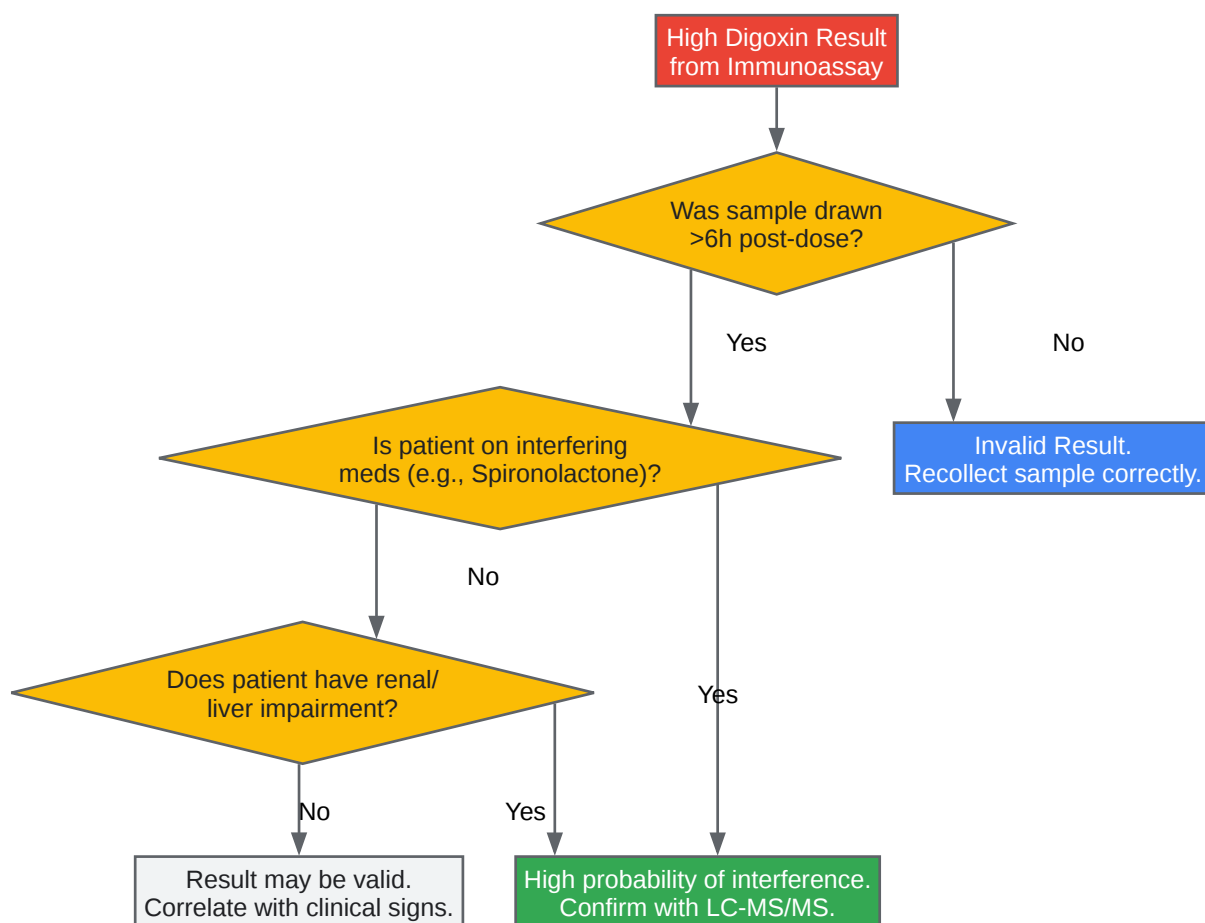 High Digoxin Result
from Immunoassay
Was sample drawn
>6h post-dose?
Yes
No
Is patient on interfering
meds (e.g., Spironolactone)?
Invalid Result.
Recollect sample correctly.
No
Does patient have renal/
liver impairment?
Yes
No
Yes
Result may be valid.
Correlate with clinical signs.
High probability of interference.
Confirm with LC-MS/MS.